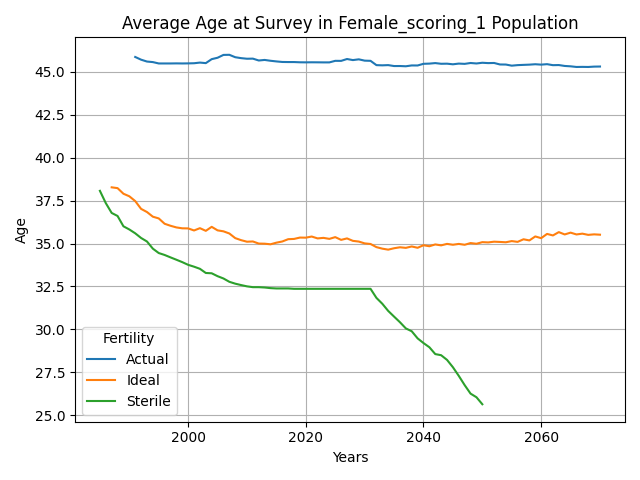 Average Age at Survey in Female_scoring_1 Population
45.0
42.5
40.0
37.5
35.0
32.5
30.0
27.5
25.0
Age
Fertility
Actual
Ideal
Sterile
2000 2020 2040 2060
Years